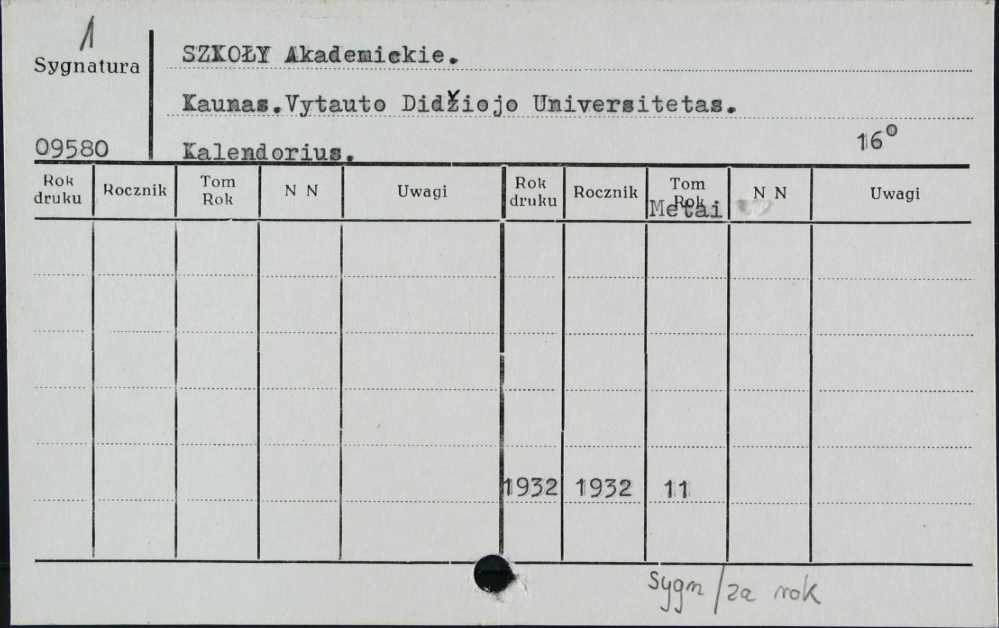 1
Sygnatura
SZKOŁY Akademickie.
Kaunas.Vytauto Didžiojo Universitetas.
09580
Kalendorius.
16°
Rok druku Rocznik Tom Rok N N Uwagi Rok druku Rocznik Tom Rok N N Uwagi
Metai
1932 1932 11
Sygn/za rok